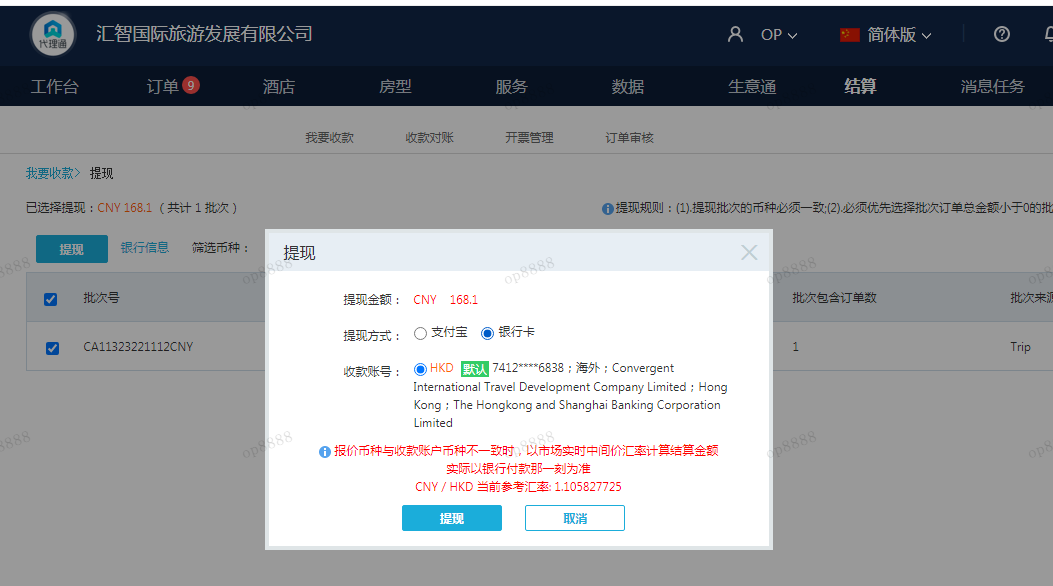 代理通
汇智国际旅游发展有限公司
OP
简体版
工作台
订单 9
酒店
房型
服务
数据
生意通
结算
消息任务
我要收款
收款对账
开票管理
订单审核
我要收款> 提现
已选择提现：CNY 168.1（共计 1 批次）
提现规则：(1).提现批次的币种必须一致;(2).必须优先选择批次订单总金额小于0的批
提现
银行信息
筛选币种：
批次号
批次包含订单数
批次来源
CA11323221112CNY
1
Trip
提现
提现金额： CNY 168.1
提现方式： 支付宝 银行卡
收款账号： HKD 默认 7412****6838；海外；Convergent
International Travel Development Company Limited；Hong
Kong；The Hongkong and Shanghai Banking Corporation
Limited
报价币种与收款账户币种不一致时，以市场实时中间价汇率计算结算金额
实际以银行付款那一刻为准
CNY / HKD 当前参考汇率: 1.105827725
提现
取消
op8888
op8888
op8888
op8888
op8888
op8888